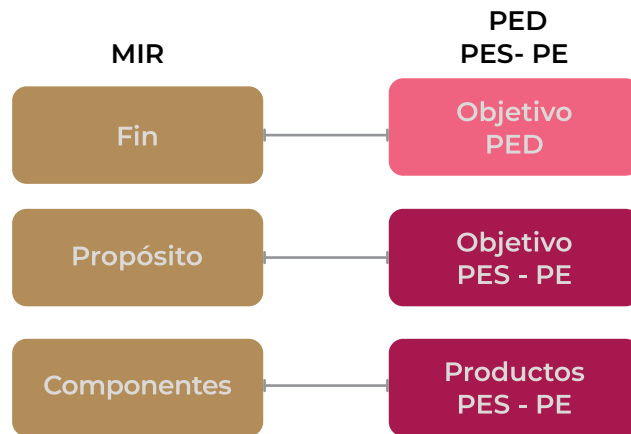 MIR
PED
PES- PE
Fin
Objetivo
PED
Propósito
Objetivo
PES - PE
Componentes
Productos
PES - PE